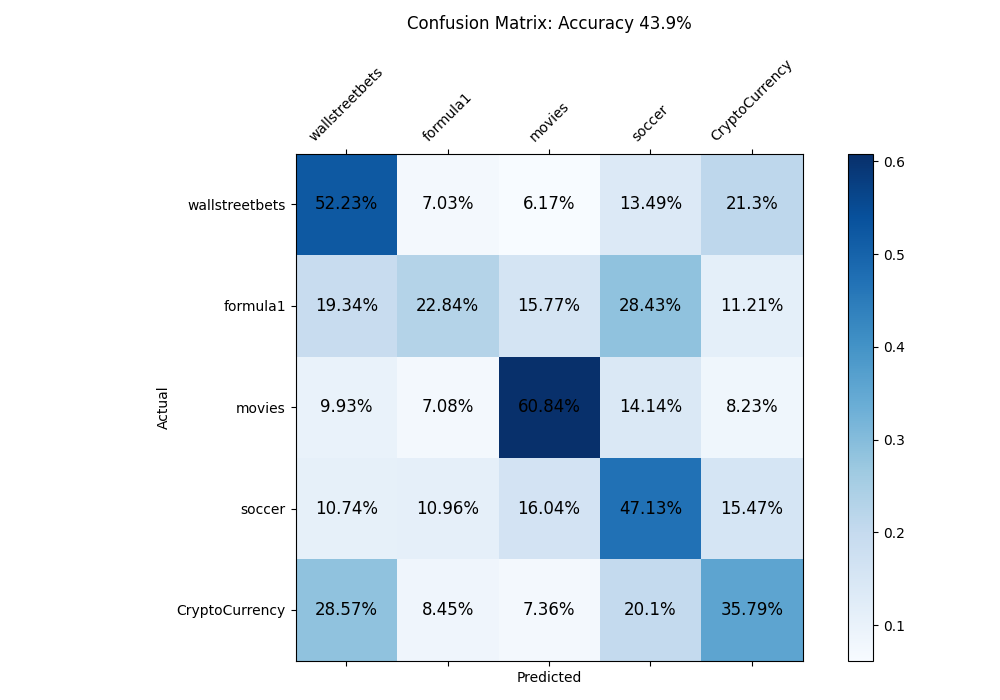 Confusion Matrix: Accuracy 43.9%
wallstreetbets formula1 movies soccer CryptoCurrency
wallstreetbets 52.23% 7.03% 6.17% 13.49% 21.3%
formula1 19.34% 22.84% 15.77% 28.43% 11.21%
movies 9.93% 7.08% 60.84% 14.14% 8.23%
soccer 10.74% 10.96% 16.04% 47.13% 15.47%
CryptoCurrency 28.57% 8.45% 7.36% 20.1% 35.79%
Actual
Predicted
0.6
0.5
0.4
0.3
0.2
0.1